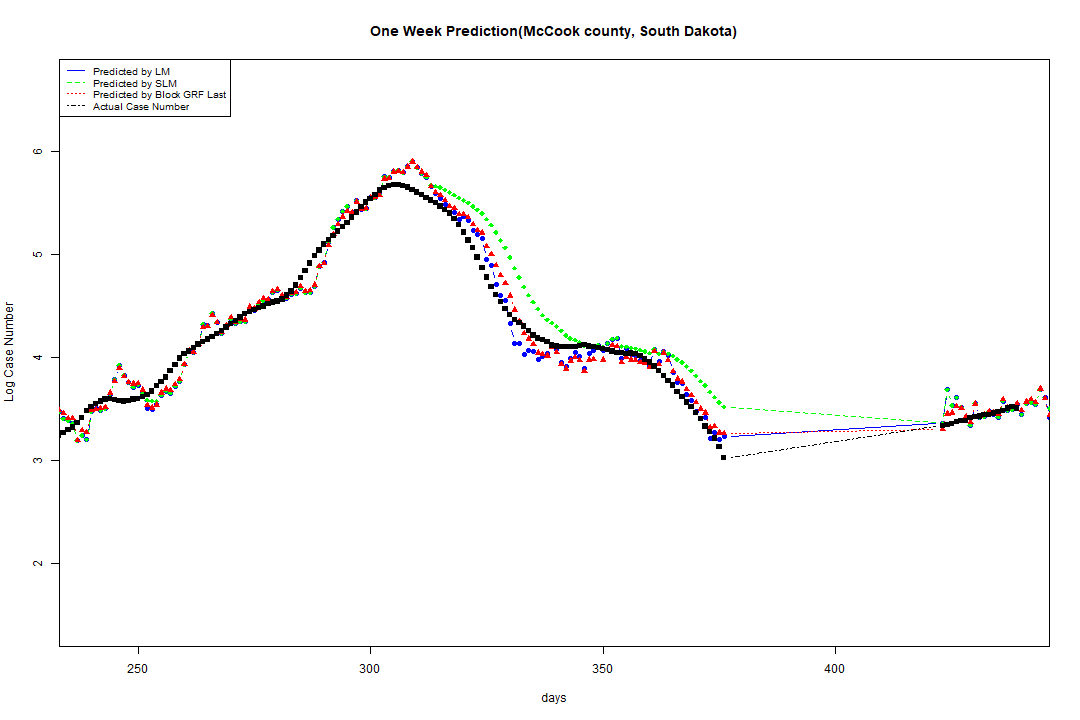 One Week Prediction(McCook county, South Dakota)
Predicted by LM
Predicted by SLM
Predicted by Block GRF Last
Actual Case Number
6
5
4
3
2
Log Case Number
250 300 350 400
days